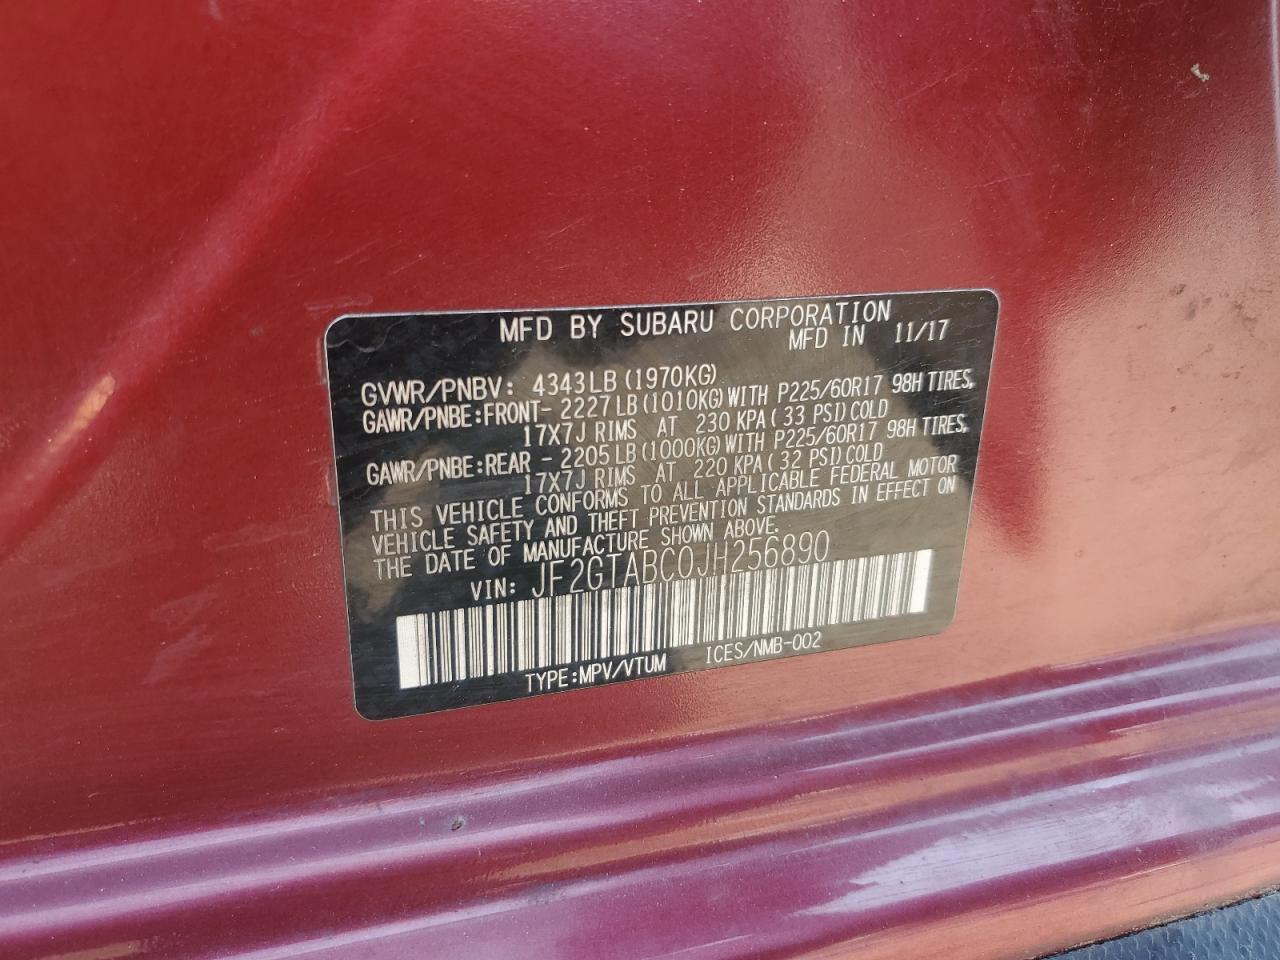 MFD BY SUBARU CORPORATION
MFD IN 11/17
GVWR/PNBV: 4343LB(1970KG)
GAWR/PNBE:FRONT- 2227LB(1010KG)WITH P225/60R17 98H TIRES,
17X7J RIMS AT 230 KPA(33 PSI)COLD
GAWR/PNBE:REAR - 2205LB(1000KG)WITH P225/60R17 98H TIRES,
17X7J RIMS AT 220 KPA(32 PSI)COLD
THIS VEHICLE CONFORMS TO ALL APPLICABLE FEDERAL MOTOR
VEHICLE SAFETY AND THEFT PREVENTION STANDARDS IN EFFECT ON
THE DATE OF MANUFACTURE SHOWN ABOVE.
VIN: JF2GTABC0JH256890
TYPE:MPV/VTUM ICES/NMB-002